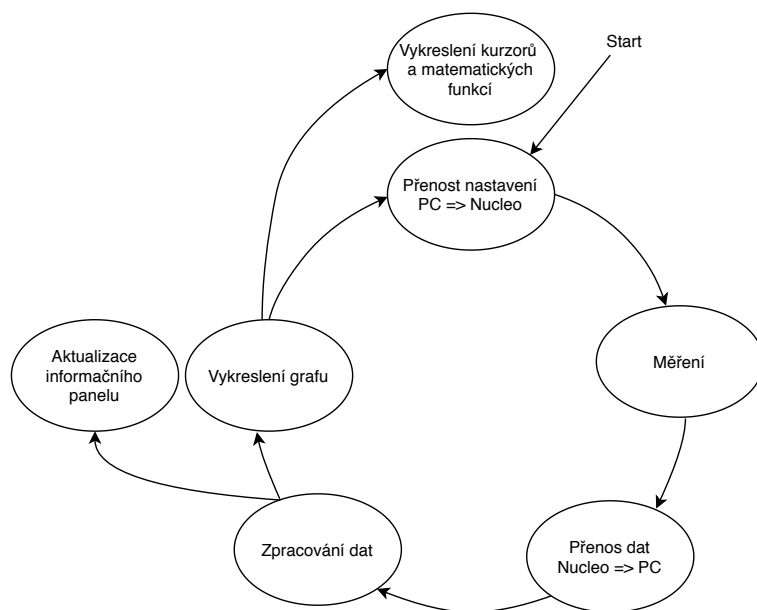 Vykreslení kurzorů
a matematických
funkcí
Start
Přenost nastavení
PC => Nucleo
Aktualizace
informačního
panelu
Vykreslení grafu
Měření
Zpracování dat
Přenos dat
Nucleo => PC